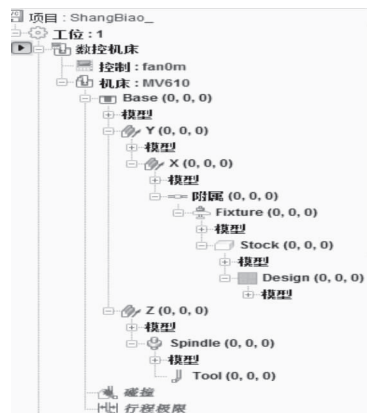 项目 : ShangBiao_
工位 : 1
数控机床
控制 : fan0m
机床 : MV610
Base (0, 0, 0)
模型
Y (0, 0, 0)
模型
X (0, 0, 0)
模型
附属 (0, 0, 0)
Fixture (0, 0, 0)
模型
Stock (0, 0, 0)
模型
Design (0, 0, 0)
模型
Z (0, 0, 0)
模型
Spindle (0, 0, 0)
模型
Tool (0, 0, 0)
碰撞
行程极限